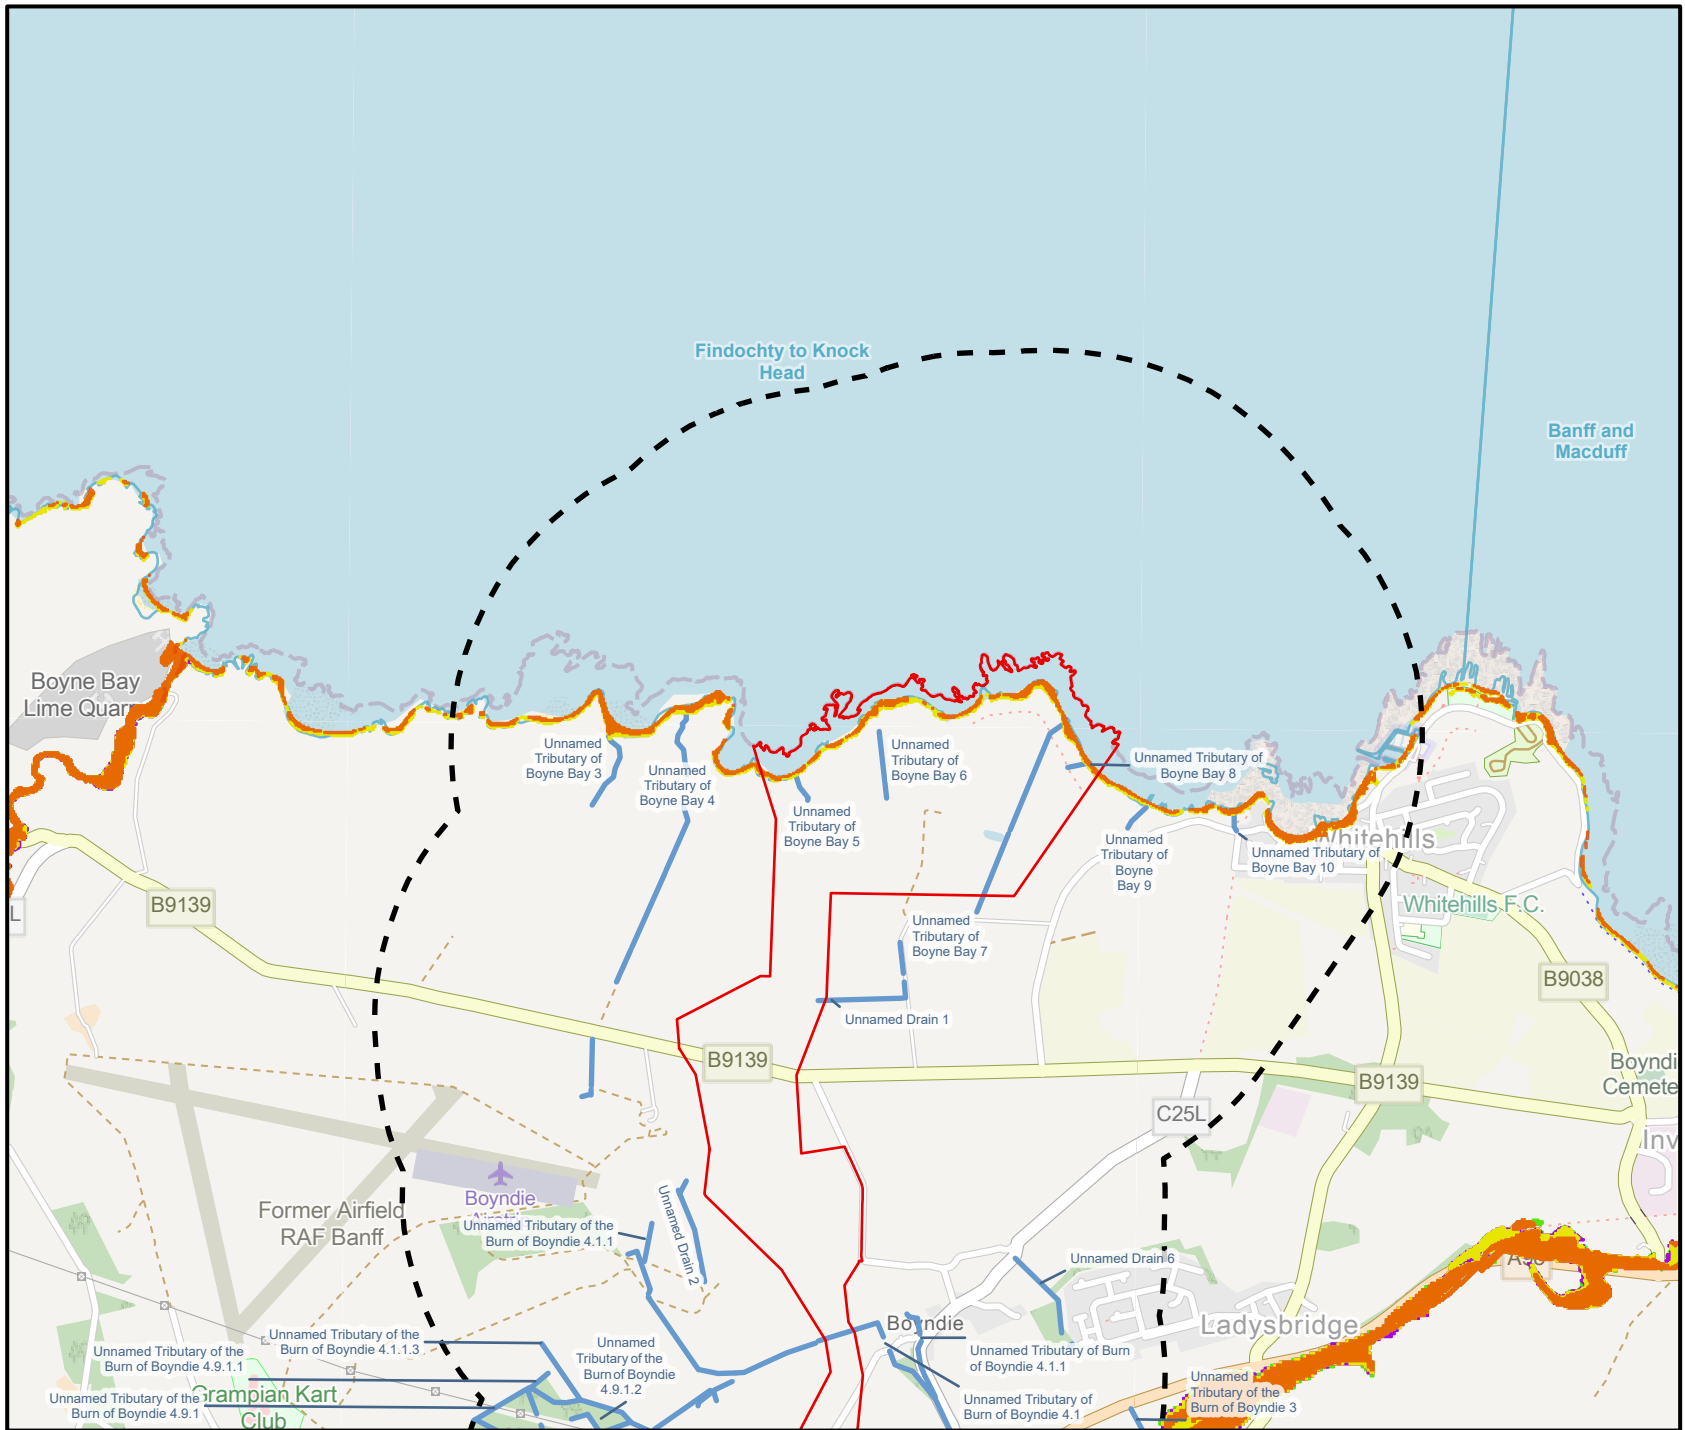 Findochty to Knock
Head
Banff and
Macduff
Boyne Bay
Lime Quarr
Unnamed
Tributary of
Boyne Bay 3
Unnamed
Tributary of
Boyne Bay 4
Unnamed
Tributary of
Boyne Bay 5
Unnamed
Tributary of
Boyne Bay 6
Unnamed Tributary of
Boyne Bay 8
Unnamed
Tributary of
Boyne
Bay 9
Whitehills
Unnamed Tributary of
Boyne Bay 10
Whitehills F.C.
B9139
L
Unnamed
Tributary of
Boyne Bay 7
B9038
Unnamed Drain 1
B9139
B9139
Boyndi
Cemete
C25L
Inv
Boyndie
Former Airfield
RAF Banff
Unnamed Tributary of the
Burn of Boyndie 4.1.1
Unnamed Drain 2
Unnamed Drain 6
Boyndie
Ladysbridge
Unnamed Tributary of the
Burn of Boyndie 4.1.1.3
Unnamed Tributary of the
Burn of Boyndie 4.9.1.1
Unnamed
Tributary of the
Burn of Boyndie
4.9.1.2
Unnamed Tributary of Burn
of Boyndie 4.1.1
Unnamed Tributary of the
Burn of Boyndie 4.9.1
Grampian Kart
Club
Unnamed Tributary of
Burn of Boyndie 4.1
Unnamed
Tributary of the
Burn of Boyndie 3